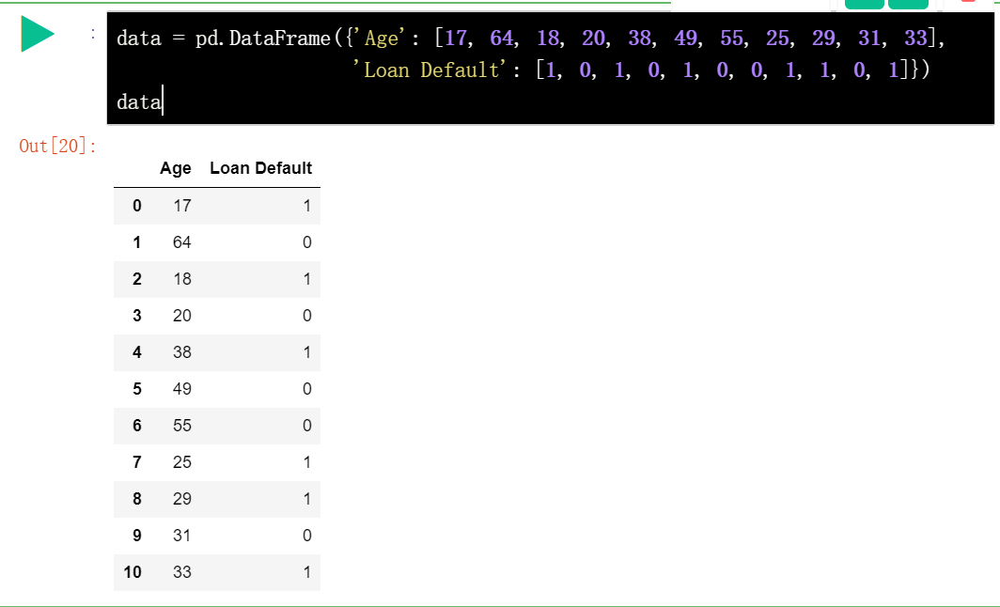 :
data = pd.DataFrame({'Age': [17, 64, 18, 20, 38, 49, 55, 25, 29, 31, 33],
'Loan Default': [1, 0, 1, 0, 1, 0, 0, 1, 1, 0, 1]})
data
Out[20]:
Age Loan Default
0 17 1
1 64 0
2 18 1
3 20 0
4 38 1
5 49 0
6 55 0
7 25 1
8 29 1
9 31 0
10 33 1